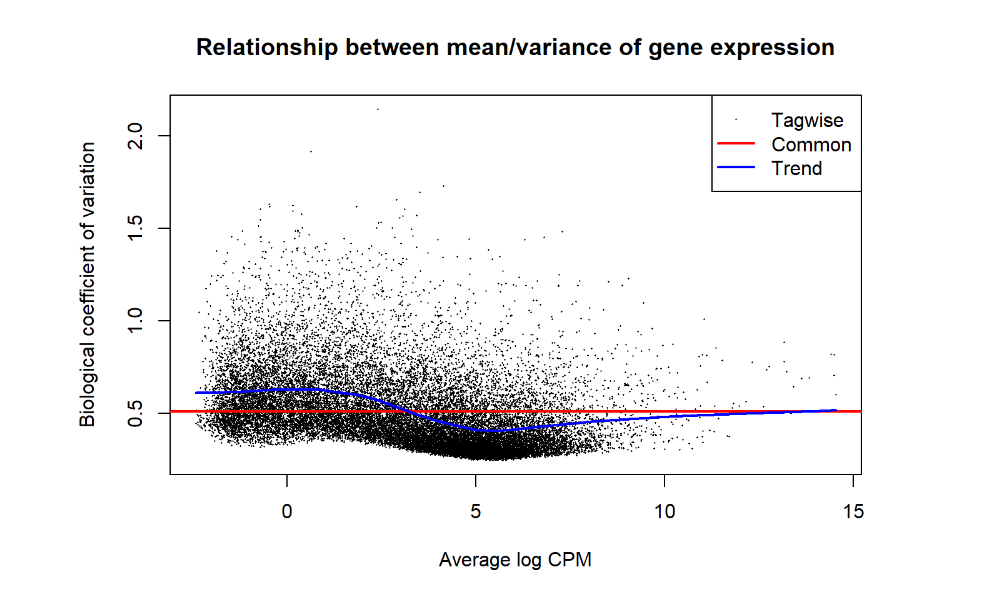 Relationship between mean/variance of gene expression
Tagwise
Common
Trend
Biological coefficient of variation
2.0
1.5
1.0
0.5
0 5 10 15
Average log CPM